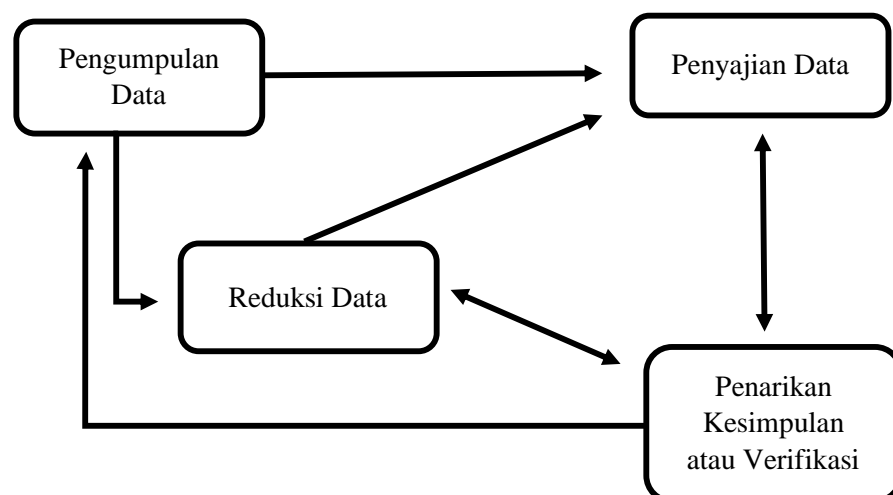 Pengumpulan
Data
Penyajian Data
Reduksi Data
Penarikan
Kesimpulan
atau Verifikasi